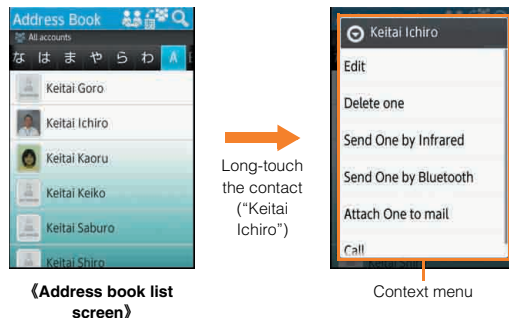 Address Book
All accounts
な は ま や ら わ A
Keitai Goro
Keitai Ichiro
Keitai Kaoru
Keitai Keiko
Keitai Saburo
Keitai Shiro
《Address book list
screen》
Long-touch
the contact
(“Keitai
Ichiro”)
Keitai Ichiro
Edit
Delete one
Send One by Infrared
Send One by Bluetooth
Attach One to mail
Call
Context menu